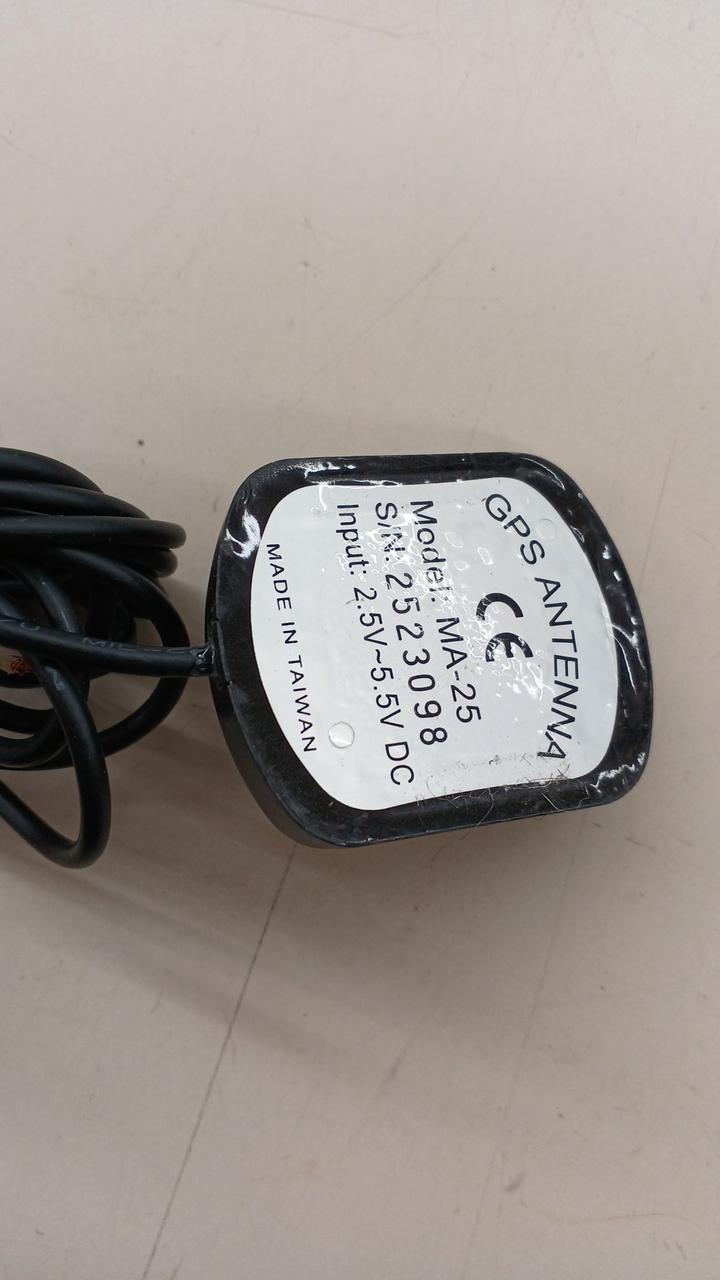 GPS ANTENNA
CE
Model: MA-25
S/N: 2523098
Input: 2.5V~5.5V DC
MADE IN TAIWAN